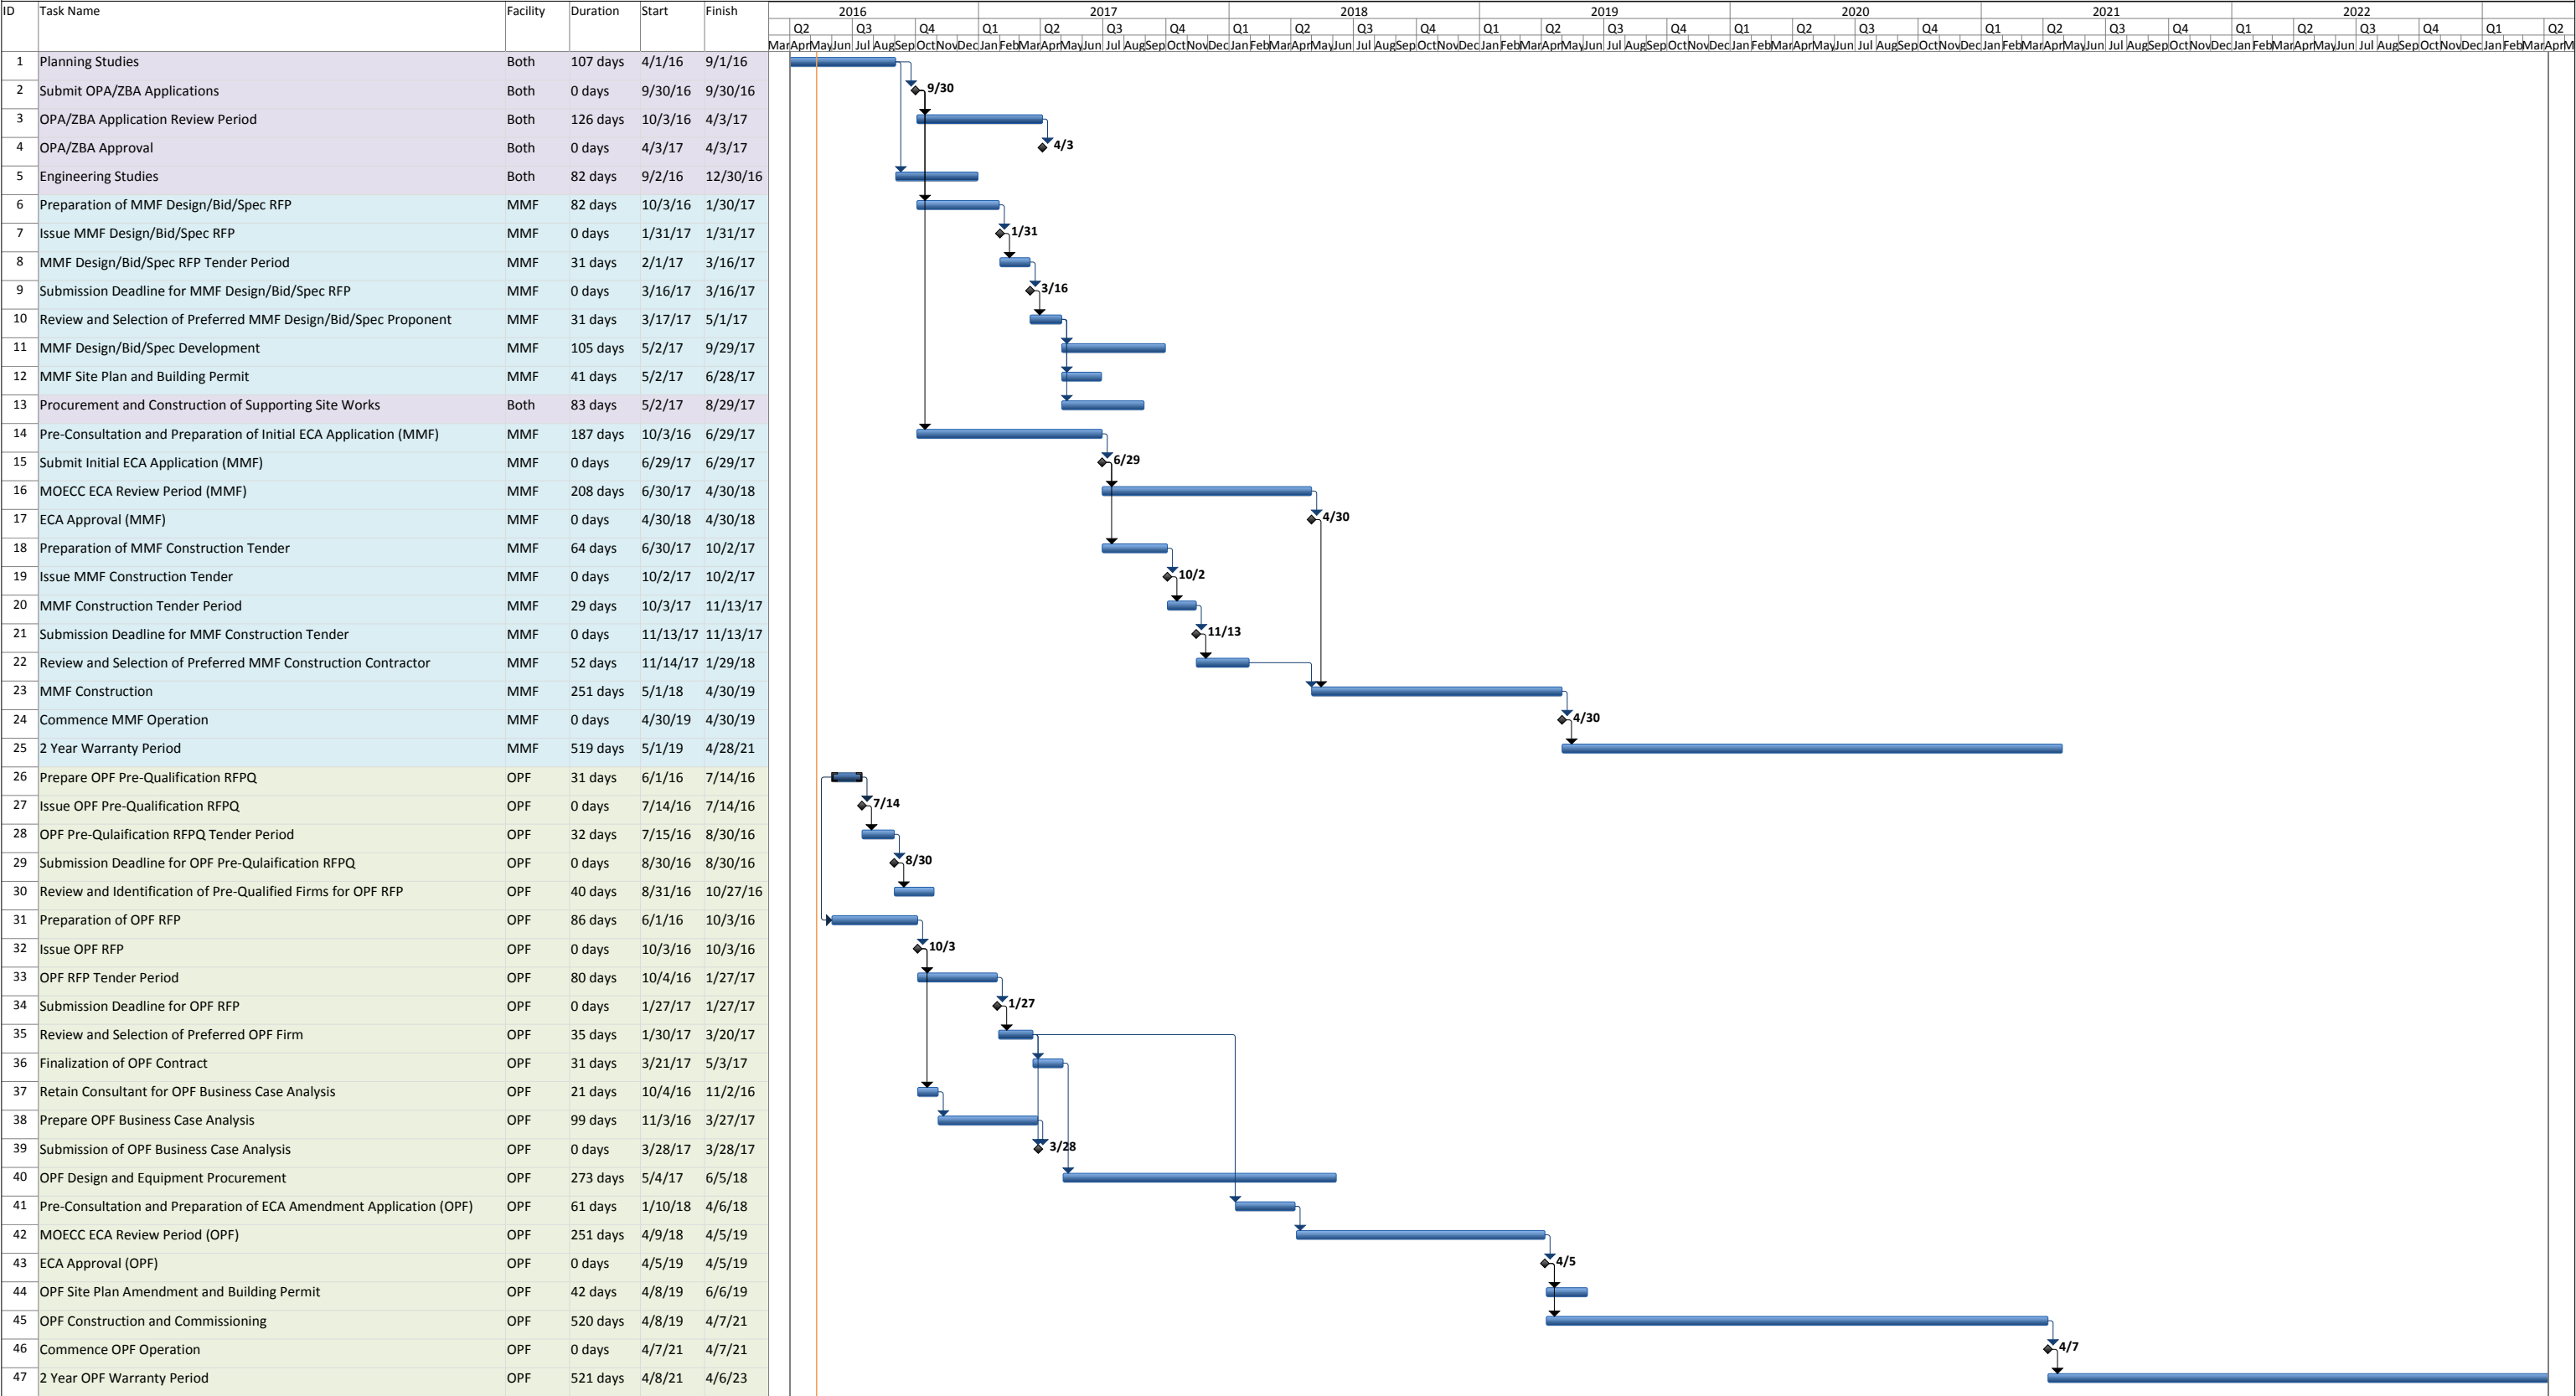 ID Task Name Facility Duration Start Finish 2016 2017 2018 2019 2020 2021 2022
Q2 Q3 Q4 Q1 Q2 Q3 Q4 Q1 Q2 Q3 Q4 Q1 Q2 Q3 Q4 Q1 Q2 Q3 Q4 Q1 Q2 Q3 Q4 Q1 Q2 Q3 Q4 Q1 Q2
Mar Apr May Jun Jul Aug Sep Oct Nov Dec Jan Feb Mar Apr May Jun Jul Aug Sep Oct Nov Dec Jan Feb Mar Apr May Jun Jul Aug Sep Oct Nov Dec Jan Feb Mar Apr May Jun Jul Aug Sep Oct Nov Dec Jan Feb Mar Apr May Jun Jul Aug Sep Oct Nov Dec Jan Feb Mar Apr May Jun Jul Aug Sep Oct Nov Dec Jan Feb Mar Apr May Jun Jul Aug Sep Oct Nov Dec Jan Feb Mar Apr M
1 Planning Studies Both 107 days 4/1/16 9/1/16
2 Submit OPA/ZBA Applications Both 0 days 9/30/16 9/30/16 9/30
3 OPA/ZBA Application Review Period Both 126 days 10/3/16 4/3/17
4 OPA/ZBA Approval Both 0 days 4/3/17 4/3/17 4/3
5 Engineering Studies Both 82 days 9/2/16 12/30/16
6 Preparation of MMF Design/Bid/Spec RFP MMF 82 days 10/3/16 1/30/17
7 Issue MMF Design/Bid/Spec RFP MMF 0 days 1/31/17 1/31/17 1/31
8 MMF Design/Bid/Spec RFP Tender Period MMF 31 days 2/1/17 3/16/17
9 Submission Deadline for MMF Design/Bid/Spec RFP MMF 0 days 3/16/17 3/16/17 3/16
10 Review and Selection of Preferred MMF Design/Bid/Spec Proponent MMF 31 days 3/17/17 5/1/17
11 MMF Design/Bid/Spec Development MMF 105 days 5/2/17 9/29/17
12 MMF Site Plan and Building Permit MMF 41 days 5/2/17 6/28/17
13 Procurement and Construction of Supporting Site Works Both 83 days 5/2/17 8/29/17
14 Pre-Consultation and Preparation of Initial ECA Application (MMF) MMF 187 days 10/3/16 6/29/17
15 Submit Initial ECA Application (MMF) MMF 0 days 6/29/17 6/29/17 6/29
16 MOECC ECA Review Period (MMF) MMF 208 days 6/30/17 4/30/18
17 ECA Approval (MMF) MMF 0 days 4/30/18 4/30/18 4/30
18 Preparation of MMF Construction Tender MMF 64 days 6/30/17 10/2/17
19 Issue MMF Construction Tender MMF 0 days 10/2/17 10/2/17 10/2
20 MMF Construction Tender Period MMF 29 days 10/3/17 11/13/17
21 Submission Deadline for MMF Construction Tender MMF 0 days 11/13/17 11/13/17 11/13
22 Review and Selection of Preferred MMF Construction Contractor MMF 52 days 11/14/17 1/29/18
23 MMF Construction MMF 251 days 5/1/18 4/30/19
24 Commence MMF Operation MMF 0 days 4/30/19 4/30/19 4/30
25 2 Year Warranty Period MMF 519 days 5/1/19 4/28/21
26 Prepare OPF Pre-Qualification RFPQ OPF 31 days 6/1/16 7/14/16
27 Issue OPF Pre-Qualification RFPQ OPF 0 days 7/14/16 7/14/16 7/14
28 OPF Pre-Qulaification RFPQ Tender Period OPF 32 days 7/15/16 8/30/16
29 Submission Deadline for OPF Pre-Qulaification RFPQ OPF 0 days 8/30/16 8/30/16 8/30
30 Review and Identification of Pre-Qualified Firms for OPF RFP OPF 40 days 8/31/16 10/27/16
31 Preparation of OPF RFP OPF 86 days 6/1/16 10/3/16
32 Issue OPF RFP OPF 0 days 10/3/16 10/3/16 10/3
33 OPF RFP Tender Period OPF 80 days 10/4/16 1/27/17
34 Submission Deadline for OPF RFP OPF 0 days 1/27/17 1/27/17 1/27
35 Review and Selection of Preferred OPF Firm OPF 35 days 1/30/17 3/20/17
36 Finalization of OPF Contract OPF 31 days 3/21/17 5/3/17
37 Retain Consultant for OPF Business Case Analysis OPF 21 days 10/4/16 11/2/16
38 Prepare OPF Business Case Analysis OPF 99 days 11/3/16 3/27/17
39 Submission of OPF Business Case Analysis OPF 0 days 3/28/17 3/28/17 3/28
40 OPF Design and Equipment Procurement OPF 273 days 5/4/17 6/5/18
41 Pre-Consultation and Preparation of ECA Amendment Application (OPF) OPF 61 days 1/10/18 4/6/18
42 MOECC ECA Review Period (OPF) OPF 251 days 4/9/18 4/5/19
43 ECA Approval (OPF) OPF 0 days 4/5/19 4/5/19 4/5
44 OPF Site Plan Amendment and Building Permit OPF 42 days 4/8/19 6/6/19
45 OPF Construction and Commissioning OPF 520 days 4/8/19 4/7/21
46 Commence OPF Operation OPF 0 days 4/7/21 4/7/21 4/7
47 2 Year OPF Warranty Period OPF 521 days 4/8/21 4/6/23